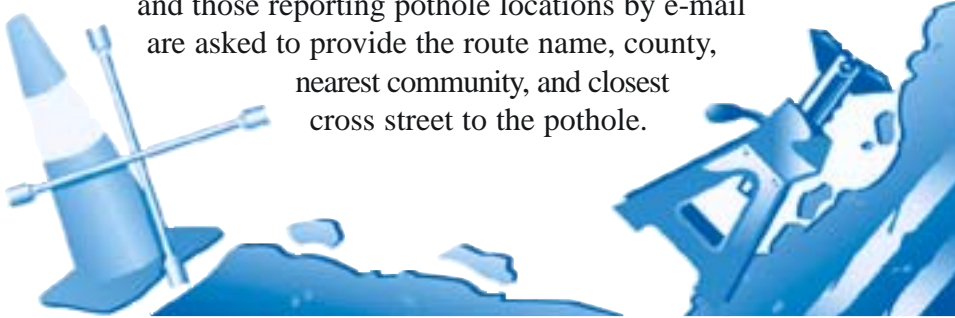 and those reporting pothole locations by e-mail
are asked to provide the route name, county,
nearest community, and closest
cross street to the pothole.